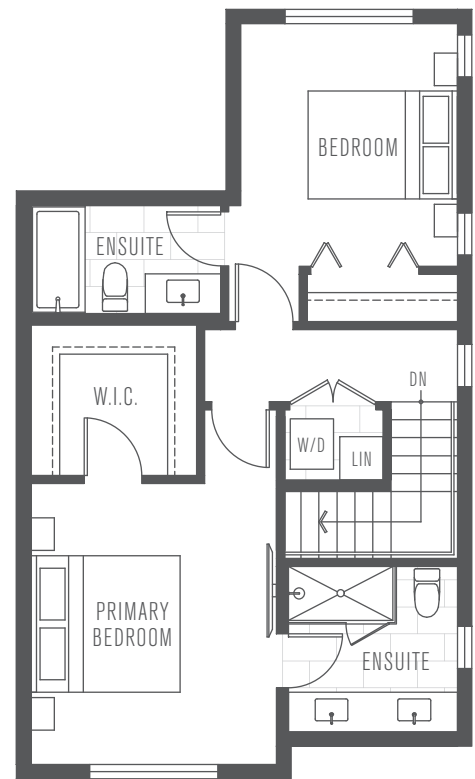 BEDROOM
ENSUITE
W.I.C.
DN
W/D
LIN
PRIMARY
BEDROOM
ENSUITE